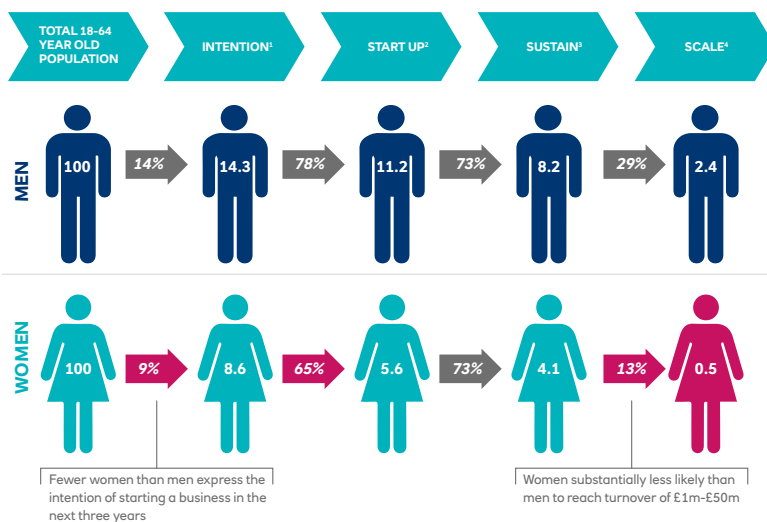 TOTAL 18-64
YEAR OLD
POPULATION
INTENTION¹
START UP²
SUSTAIN³
SCALE⁴
MEN
100
14%
14.3
78%
11.2
73%
8.2
29%
2.4
WOMEN
100
9%
8.6
65%
5.6
73%
4.1
13%
0.5
Fewer women than men express the
intention of starting a business in the
next three years
Women substantially less likely than
men to reach turnover of £1m-£50m